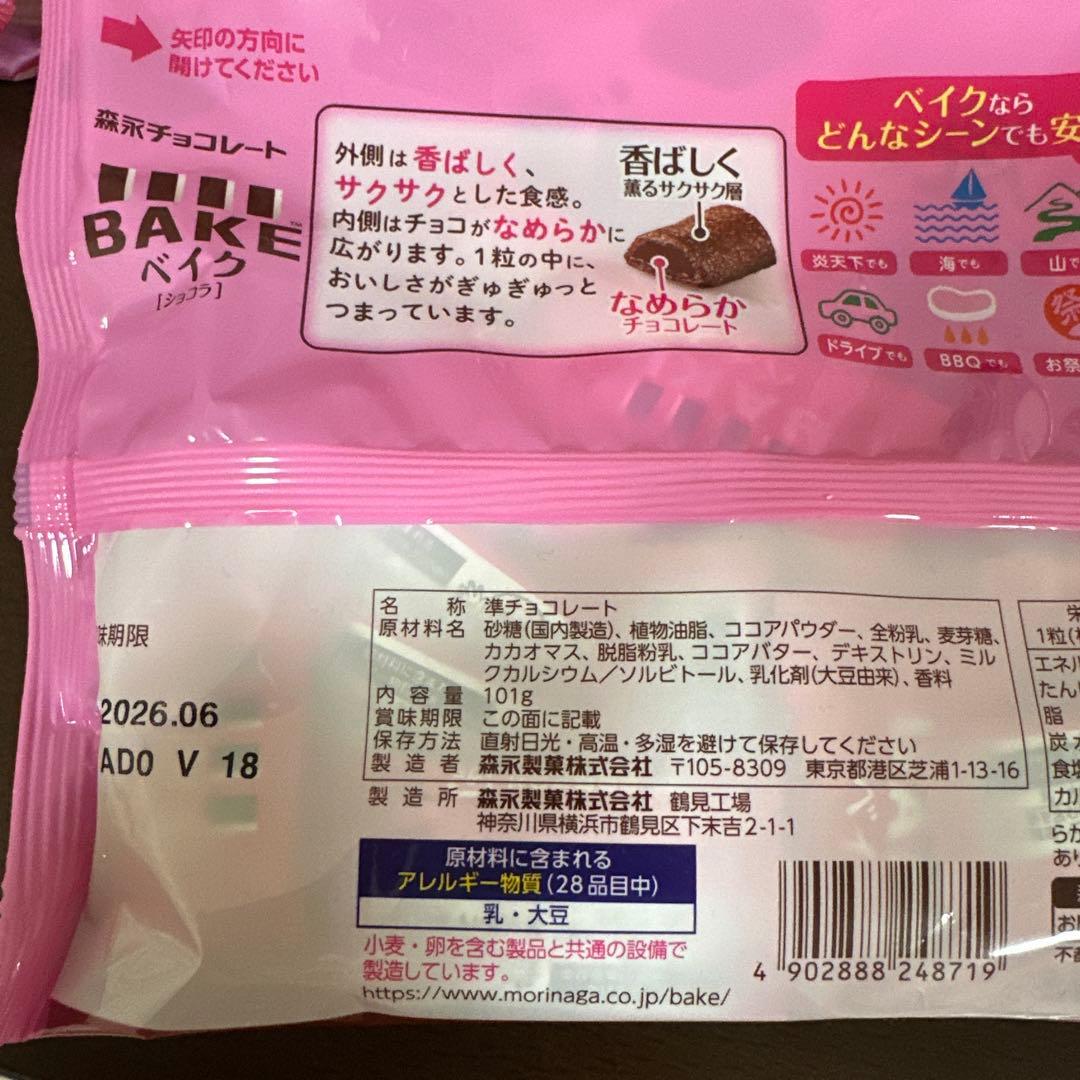 矢印の方向に
開けてください
森永チョコレート
BAKE™
ベイク
[ショコラ]
外側は香ばしく、
サクサクとした食感。
内側はチョコがなめらかに
広がります。1粒の中に、
おいしさがぎゅぎゅっと
つまっています。
香ばしく
薫るサクサク層
なめらか
チョコレート
ベイクなら
どんなシーンでも安
炎天下でも
海でも
山で
ドライブでも
BBQでも
お祭
味期限
2026.06
ADO V 18
名称 準チョコレート
原材料名 砂糖(国内製造)、植物油脂、ココアパウダー、全粉乳、麦芽糖、
カカオマス、脱脂粉乳、ココアバター、デキストリン、ミル
クカルシウム/ソルビトール、乳化剤(大豆由来)、香料
内容量 101g
賞味期限 この面に記載
保存方法 直射日光・高温・多湿を避けて保存してください
製造者 森永製菓株式会社 〒105-8309 東京都港区芝浦1-13-16
製造所 森永製菓株式会社 鶴見工場
神奈川県横浜市鶴見区下末吉2-1-1
原材料に含まれる
アレルギー物質(28品目中)
乳・大豆
小麦・卵を含む製品と共通の設備で
製造しています。
https://www.morinaga.co.jp/bake/
4 902888 248719
1粒(
エネル
たん
脂
炭
食塩
カル
らか
あり
お
不